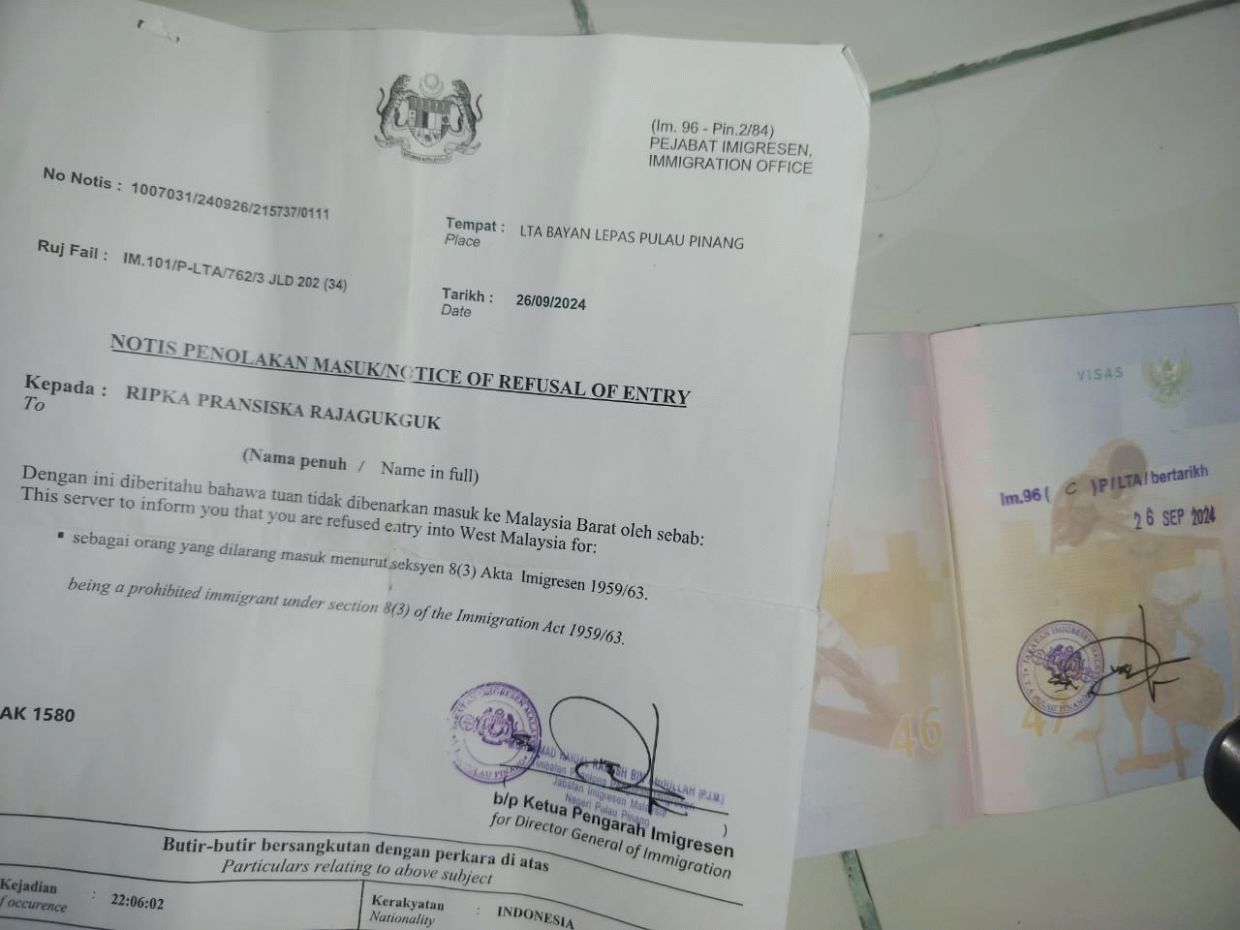 (Im. 96 - Pin.2/84)
PEJABAT IMIGRESEN,
IMMIGRATION OFFICE
No Notis : 1007031/240926/215737/0111
Tempat : LTA BAYAN LEPAS PULAU PINANG
Place
Ruj Fail : IM.101/P-LTA/762/3 JLD 202 (34)
Tarikh : 26/09/2024
Date
NOTIS PENOLAKAN MASUK/NOTICE OF REFUSAL OF ENTRY
Kepada : RIPKA PRANSISKA RAJAGUKGUK
To
(Nama penuh / Name in full)
Dengan ini diberitahu bahawa tuan tidak dibenarkan masuk ke Malaysia Barat oleh sebab:
This server to inform you that you are refused entry into West Malaysia for:
▪ sebagai orang yang dilarang masuk menurut seksyen 8(3) Akta Imigresen 1959/63.
being a prohibited immigrant under section 8(3) of the Immigration Act 1959/63.
AK 1580
Jabatan Imigresen Malaysia
Negeri Pulau Pinang
)
b/p Ketua Pengarah Imigresen
for Director General of Immigration
Butir-butir bersangkutan dengan perkara di atas
Particulars relating to above subject
Kejadian : 22:06:02
f occurence
Kerakyatan : INDONESIA
Nationality
VISAS
Im.96 ( C ) P / LTA / bertarikh
26 SEP 2024
46
47